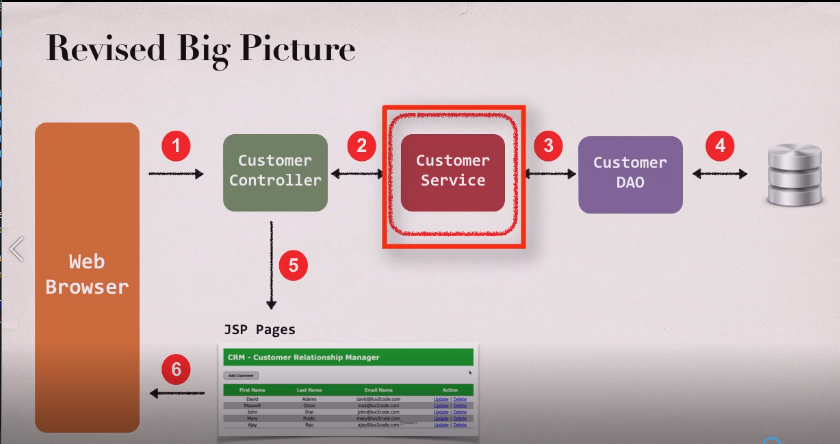 Revised Big Picture
1
2
3
4
Customer
Controller
Customer
Service
Customer
DAO
Web
Browser
5
JSP Pages
6
CRM - Customer Relationship Manager
Add Customer
First Name Last Name Email Name Action
David Adams david@luv2code.com Update | Delete
Maxwell Dixon max@luv2code.com Update | Delete
John Doe john@luv2code.com Update | Delete
Mary Public mary@luv2code.com Update | Delete
Ajay Rao ajay@luv2code.com Update | Delete